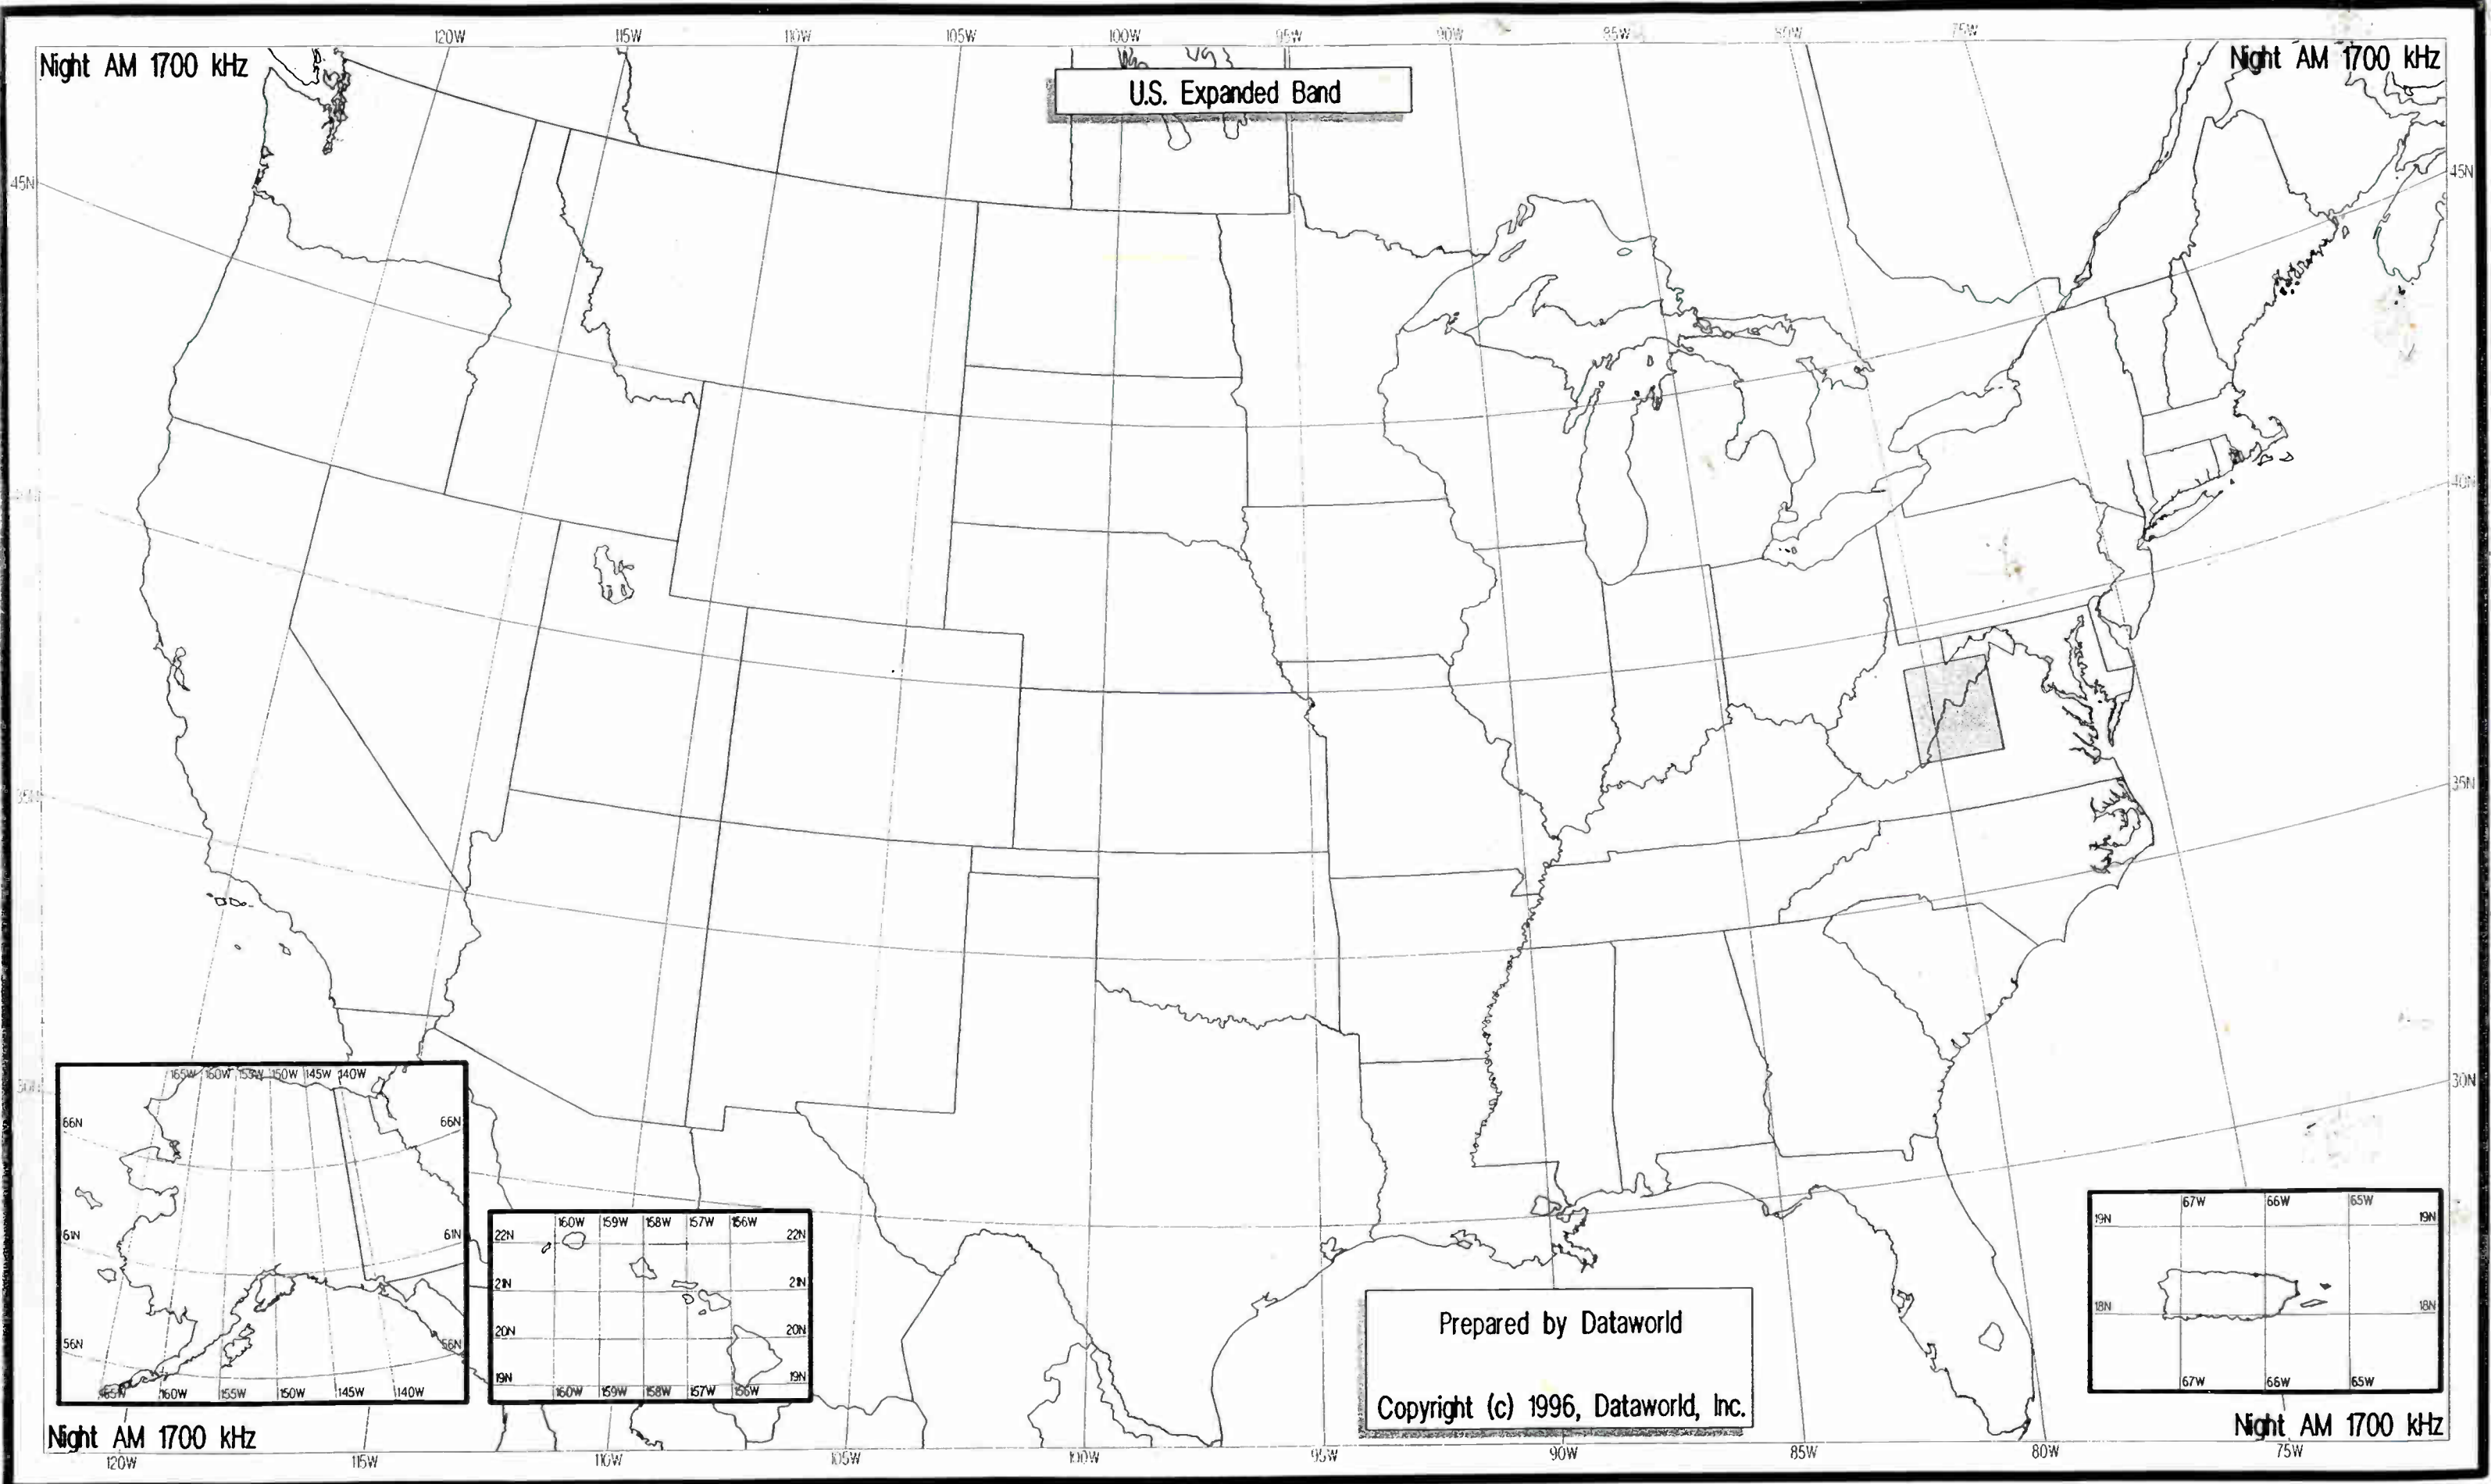 120W 115W 110W 105W 100W 95W 90W 85W 80W 75W
Night AM 1700 kHz
Night AM 1700 kHz
U.S. Expanded Band
45N
45N
40N
35N
35N
30N
165W 160W 155W 150W 145W 140W
66N
66N
61N
61N
56N
56N
165W 160W 155W 150W 145W 140W
160W 159W 158W 157W 156W
22N
22N
21N
21N
20N
20N
19N
19N
160W 159W 158W 157W 156W
Prepared by Dataworld
Copyright (c) 1996, Dataworld, Inc.
67W 66W 65W
19N
19N
18N
18N
67W 66W 65W
Night AM 1700 kHz
Night AM 1700 kHz
120W 115W 110W 105W 100W 95W 90W 85W 80W 75W